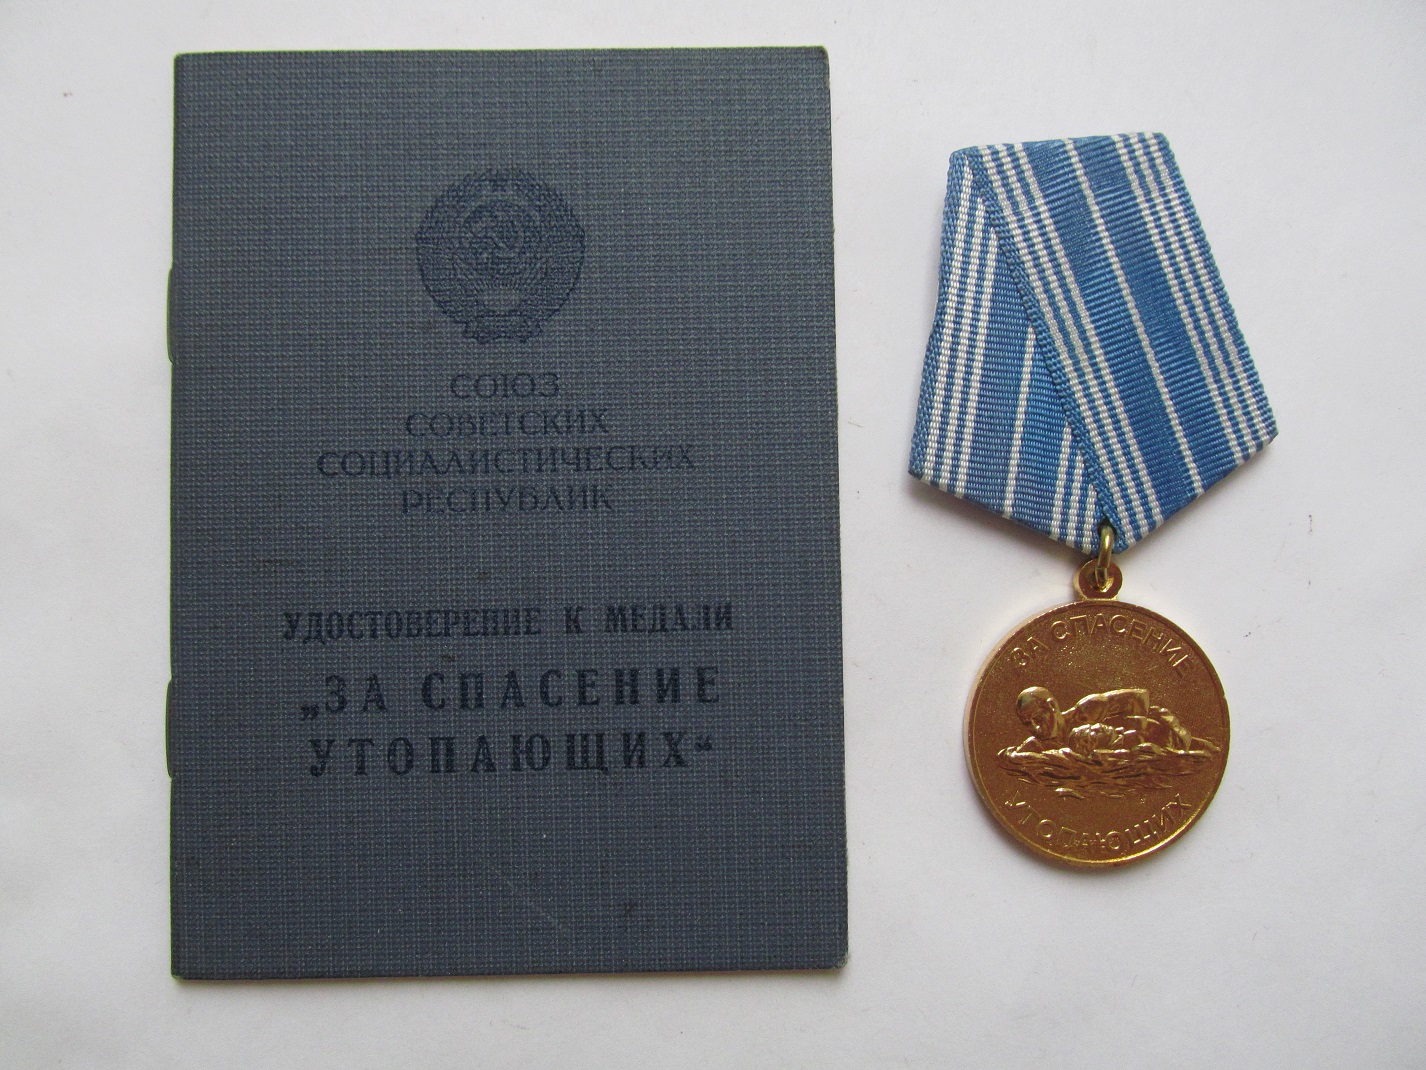 СОЮЗ
СОВЕТСКИХ
СОЦИАЛИСТИЧЕСКИХ
РЕСПУБЛИК
УДОСТОВЕРЕНИЕ К МЕДАЛИ
„ЗА СПАСЕНИЕ
УТОПАЮЩИХ“
ЗА СПАСЕНИЕ
УТОПАЮЩИХ